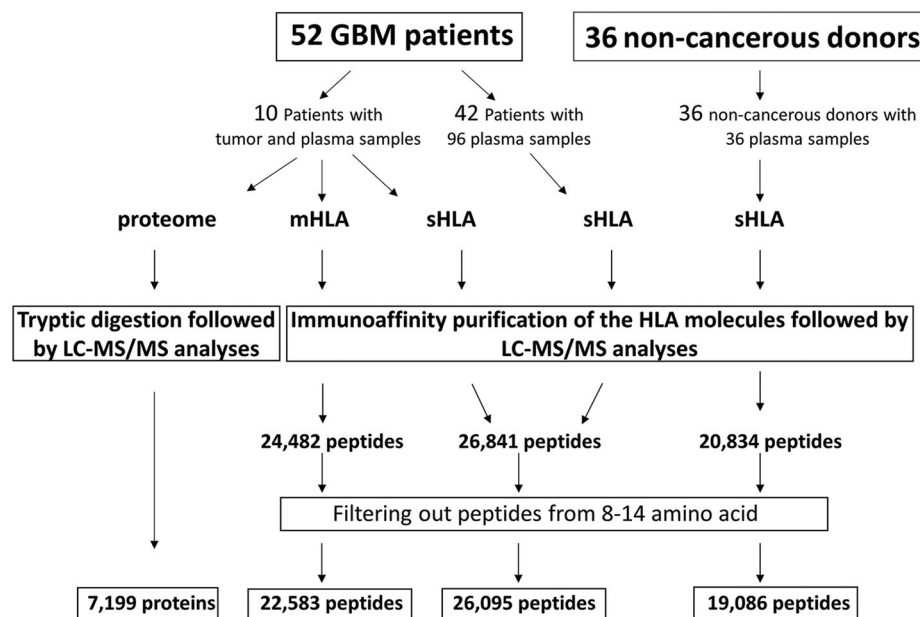 52 GBM patients
36 non-cancerous donors
10 Patients with
tumor and plasma samples
42 Patients with
96 plasma samples
36 non-cancerous donors with
36 plasma samples
proteome
mHLA
sHLA
sHLA
sHLA
Tryptic digestion followed
by LC-MS/MS analyses
Immunoaffinity purification of the HLA molecules followed by
LC-MS/MS analyses
24,482 peptides
26,841 peptides
20,834 peptides
Filtering out peptides from 8-14 amino acid
7,199 proteins
22,583 peptides
26,095 peptides
19,086 peptides